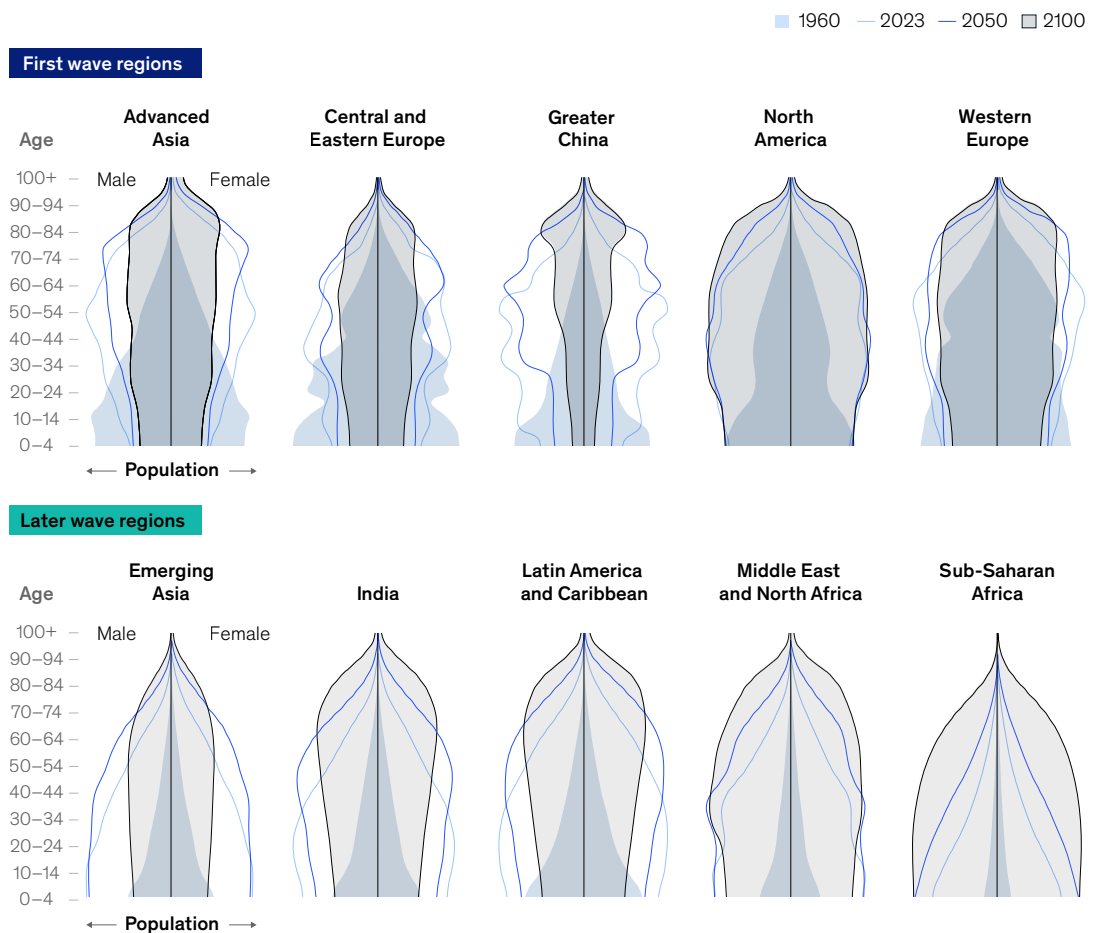 1960 2023 2050 2100
First wave regions
Advanced
Asia
Central and
Eastern Europe
Greater
China
North
America
Western
Europe
Age
Male Female
100+
90–94
80–84
70–74
60–64
50–54
40–44
30–34
20–24
10–14
0–4
Population
Later wave regions
Emerging
Asia
India
Latin America
and Caribbean
Middle East
and North Africa
Sub-Saharan
Africa
Age
Male Female
100+
90–94
80–84
70–74
60–64
50–54
40–44
30–34
20–24
10–14
0–4
Population